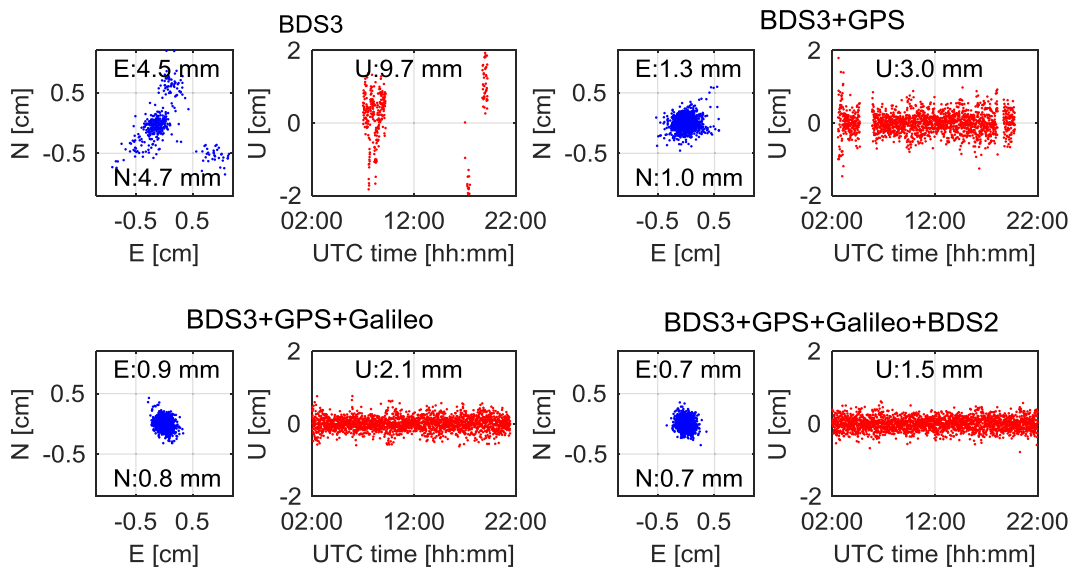 BDS3
E:4.5 mm
N:4.7 mm
N [cm]
0.5
-0.5
-0.5 0.5
E [cm]
U:9.7 mm
U [cm]
2
0
-2
02:00 12:00 22:00
UTC time [hh:mm]
BDS3+GPS
E:1.3 mm
N:1.0 mm
N [cm]
0.5
-0.5
-0.5 0.5
E [cm]
U:3.0 mm
U [cm]
2
0
-2
02:00 12:00 22:00
UTC time [hh:mm]
BDS3+GPS+Galileo
E:0.9 mm
N:0.8 mm
N [cm]
0.5
-0.5
-0.5 0.5
E [cm]
U:2.1 mm
U [cm]
2
0
-2
02:00 12:00 22:00
UTC time [hh:mm]
BDS3+GPS+Galileo+BDS2
E:0.7 mm
N:0.7 mm
N [cm]
0.5
-0.5
-0.5 0.5
E [cm]
U:1.5 mm
U [cm]
2
0
-2
02:00 12:00 22:00
UTC time [hh:mm]